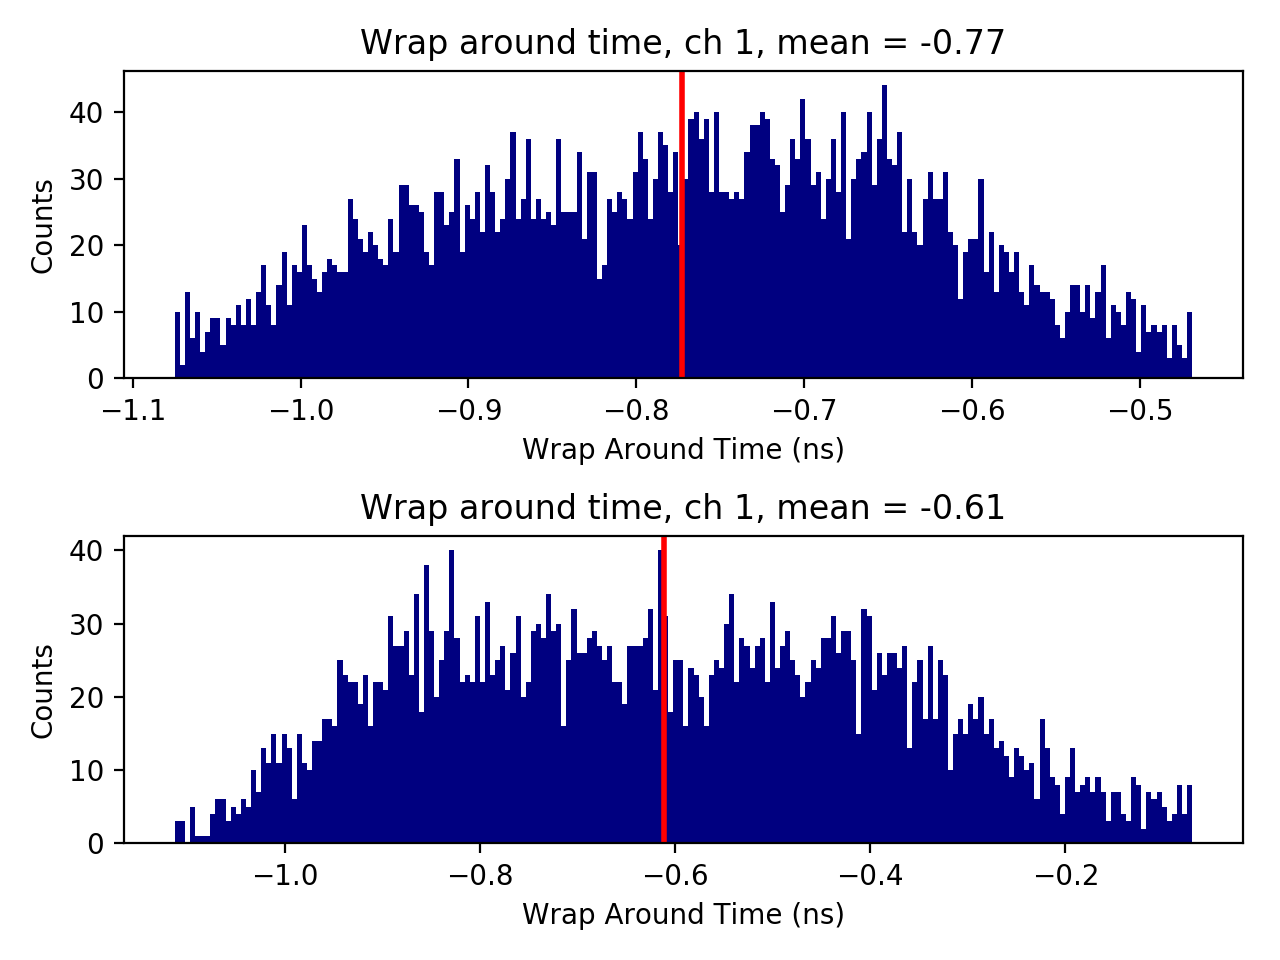 Wrap around time, ch 1, mean = -0.77
40
30
20
10
0
Counts
−1.1 −1.0 −0.9 −0.8 −0.7 −0.6 −0.5
Wrap Around Time (ns)
Wrap around time, ch 1, mean = -0.61
40
30
20
10
0
Counts
−1.0 −0.8 −0.6 −0.4 −0.2
Wrap Around Time (ns)